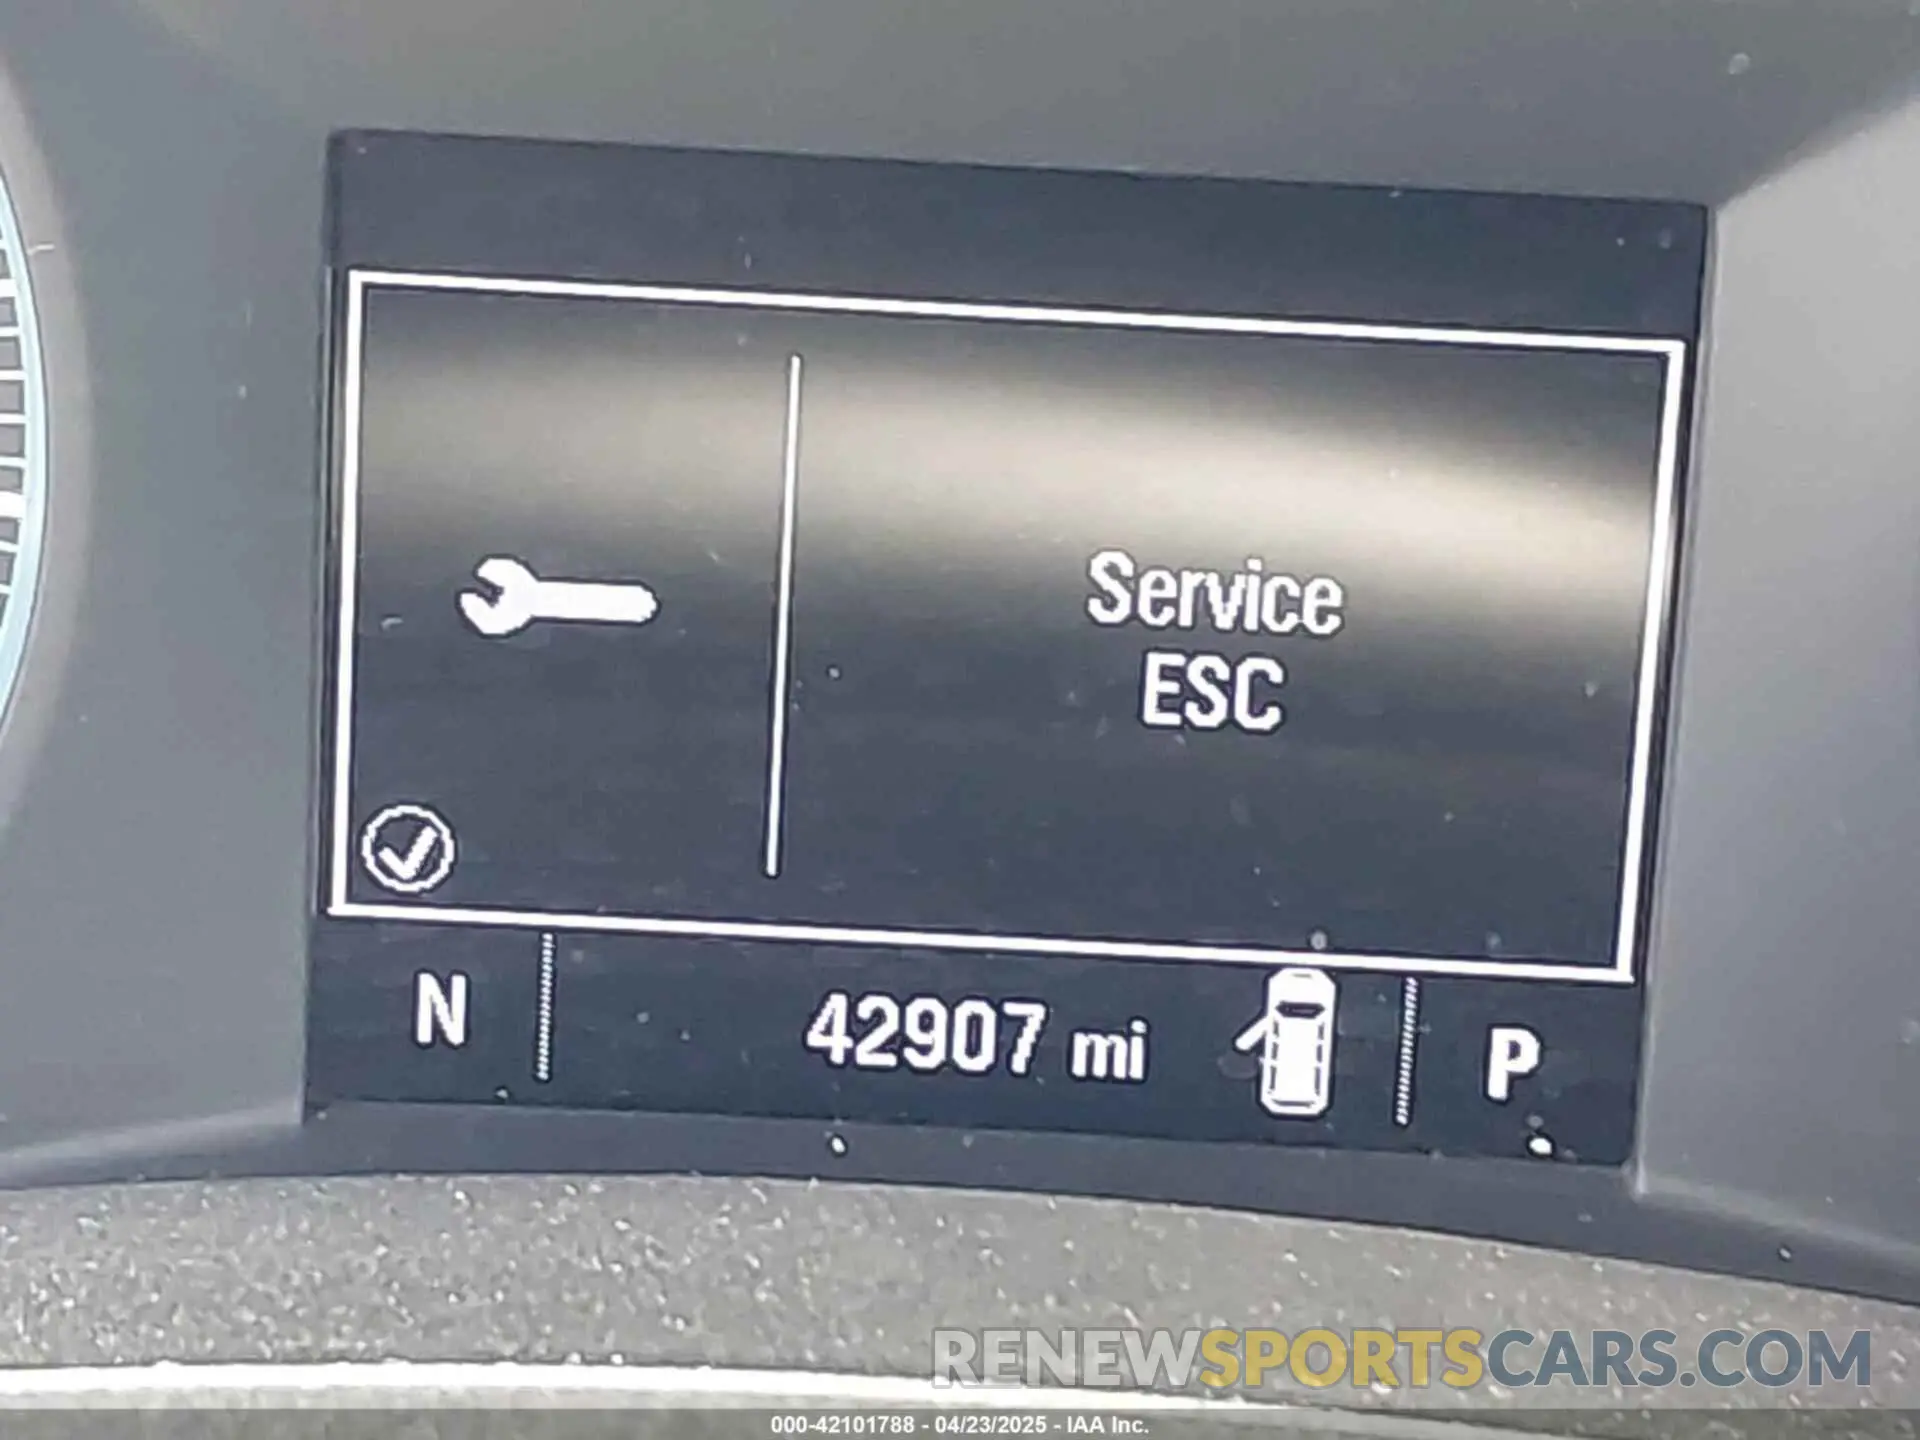 Service
ESC
N 42907 mi P
RENEWSPORTSCARS.COM
000-42101788 - 04/23/2025 - IAA Inc.